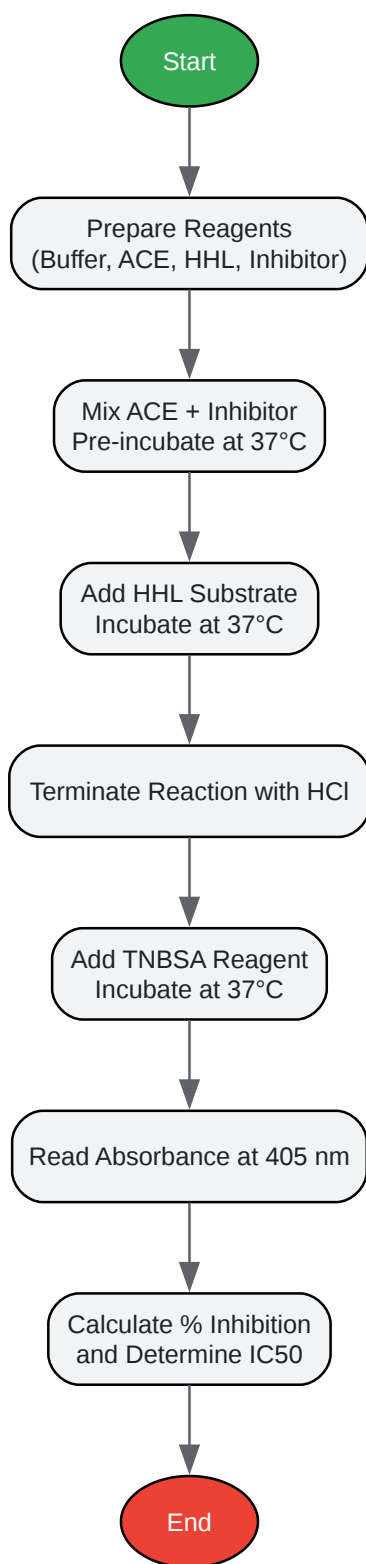 Start
Prepare Reagents
(Buffer, ACE, HHL, Inhibitor)
Mix ACE + Inhibitor
Pre-incubate at 37°C
Add HHL Substrate
Incubate at 37°C
Terminate Reaction with HCl
Add TNBSA Reagent
Incubate at 37°C
Read Absorbance at 405 nm
Calculate % Inhibition
and Determine IC50
End